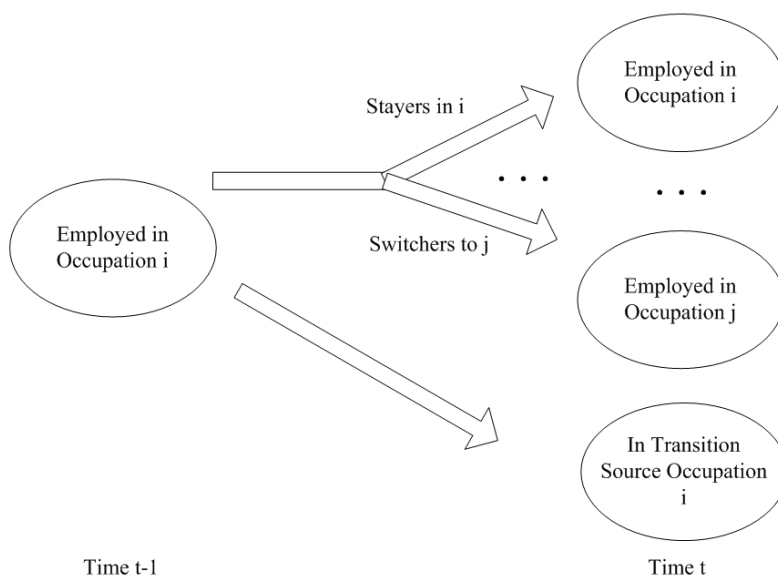 Employed in
Occupation i
Stayers in i
. . .
Switchers to j
Employed in
Occupation i
. . .
Employed in
Occupation j
In Transition
Source Occupation
i
Time t-1
Time t